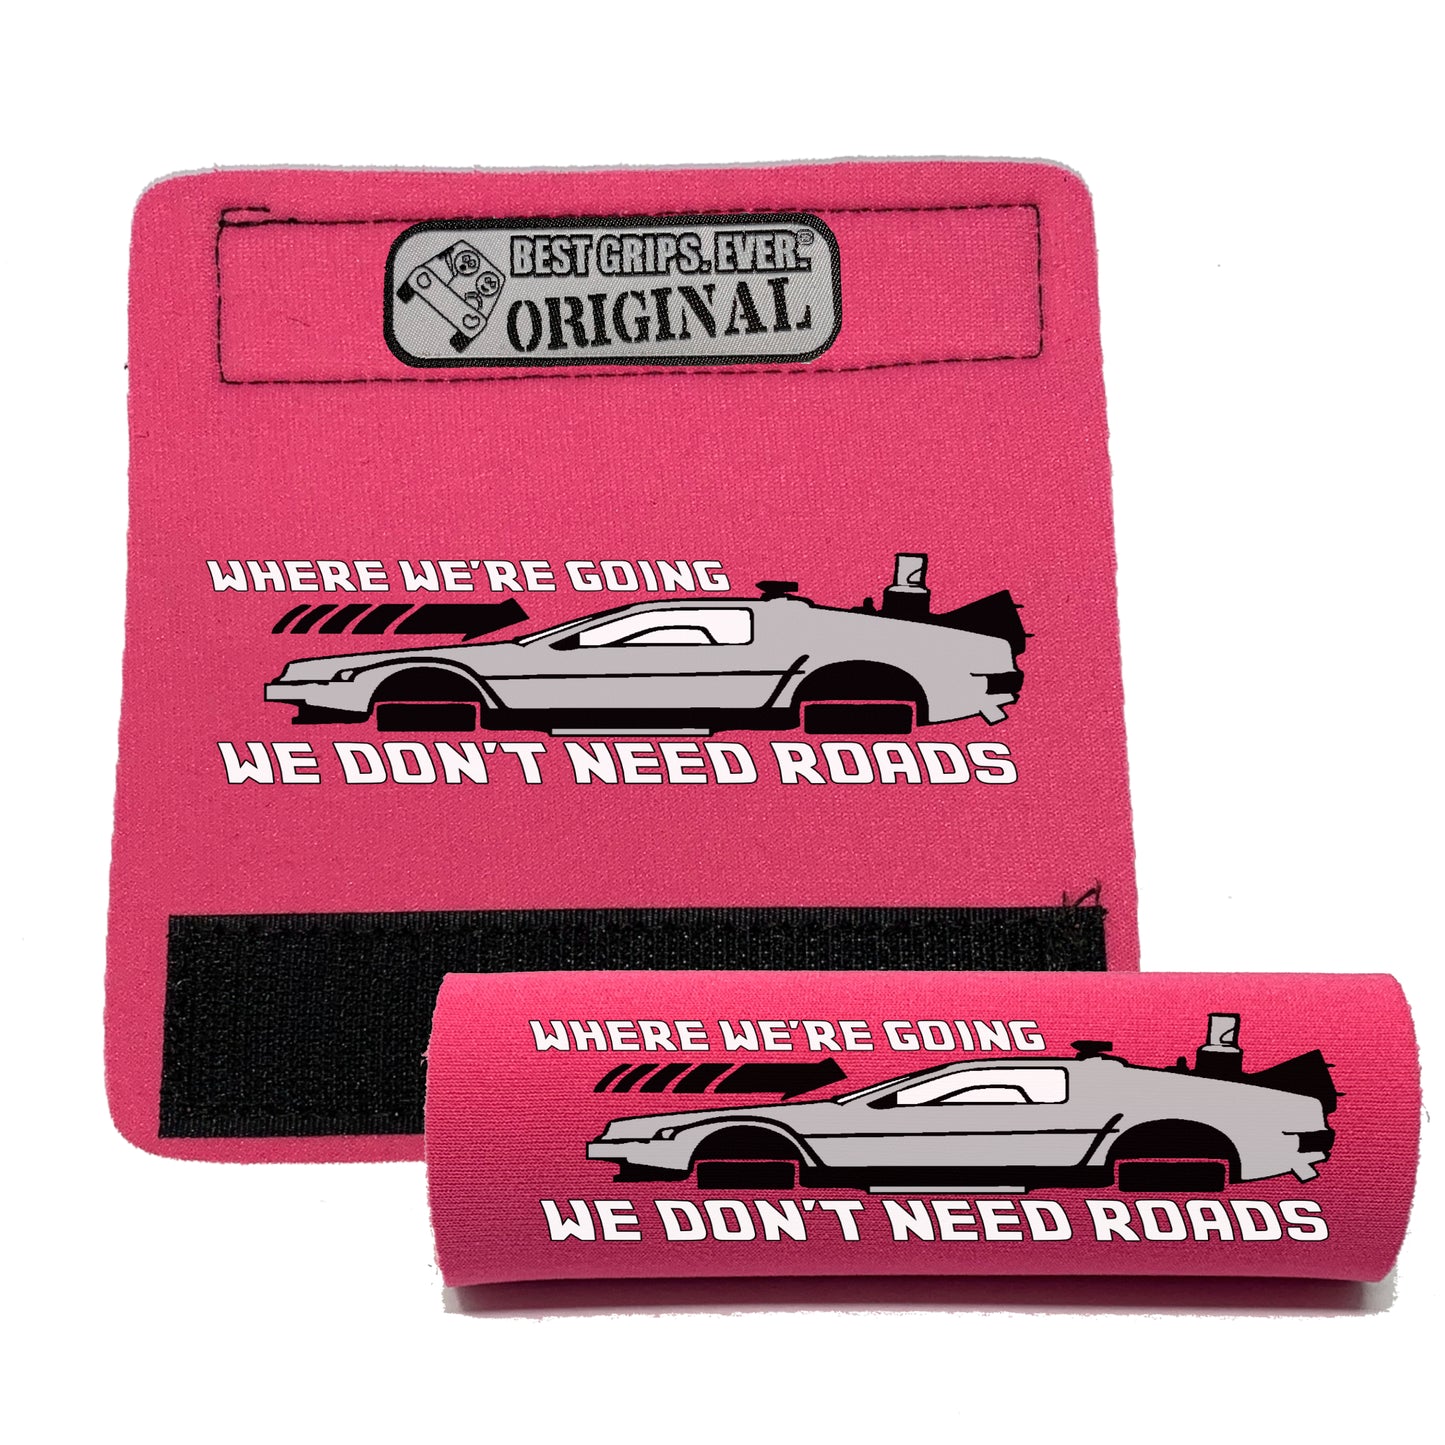 BEST GRIPS. EVER.®
ORIGINAL
WHERE WE'RE GOING
WE DON'T NEED ROADS
WHERE WE'RE GOING
WE DON'T NEED ROADS